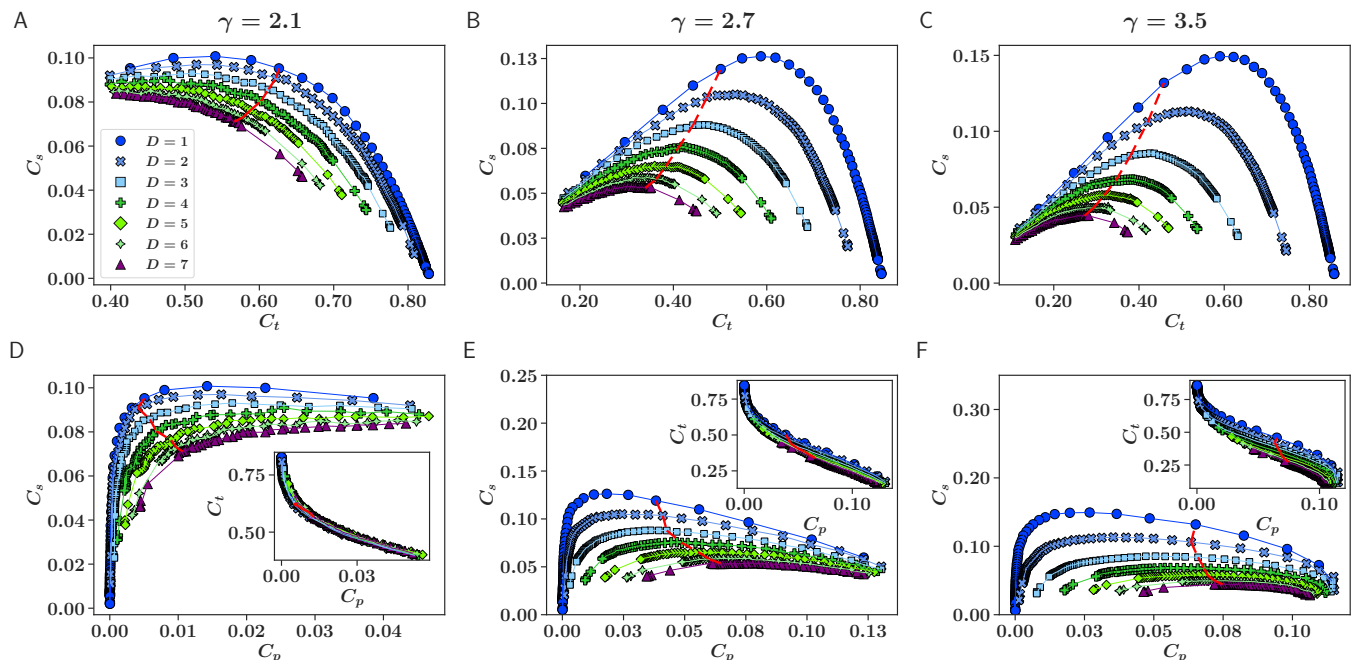 A
γ = 2.1
B
γ = 2.7
C
γ = 3.5
0.10
0.08
0.06
0.04
0.02
0.00
C_s
D = 1
D = 2
D = 3
D = 4
D = 5
D = 6
D = 7
0.40 0.50 0.60 0.70 0.80
C_t
0.13
0.10
0.08
0.05
0.03
0.00
C_s
0.20 0.40 0.60 0.80
C_t
0.15
0.10
0.05
0.00
C_s
0.20 0.40 0.60 0.80
C_t
D
E
F
0.10
0.08
0.06
0.04
0.02
0.00
C_s
0.75
0.50
C_t
0.00 0.03
C_p
0.00 0.01 0.02 0.03 0.04
C_p
0.25
0.20
0.15
0.10
0.05
0.00
C_s
0.75
0.50
0.25
C_t
0.00 0.10
C_p
0.00 0.03 0.05 0.08 0.10 0.13
C_p
0.30
0.20
0.10
0.00
C_s
0.75
0.50
0.25
C_t
0.00 0.10
C_p
0.00 0.03 0.05 0.08 0.10
C_p